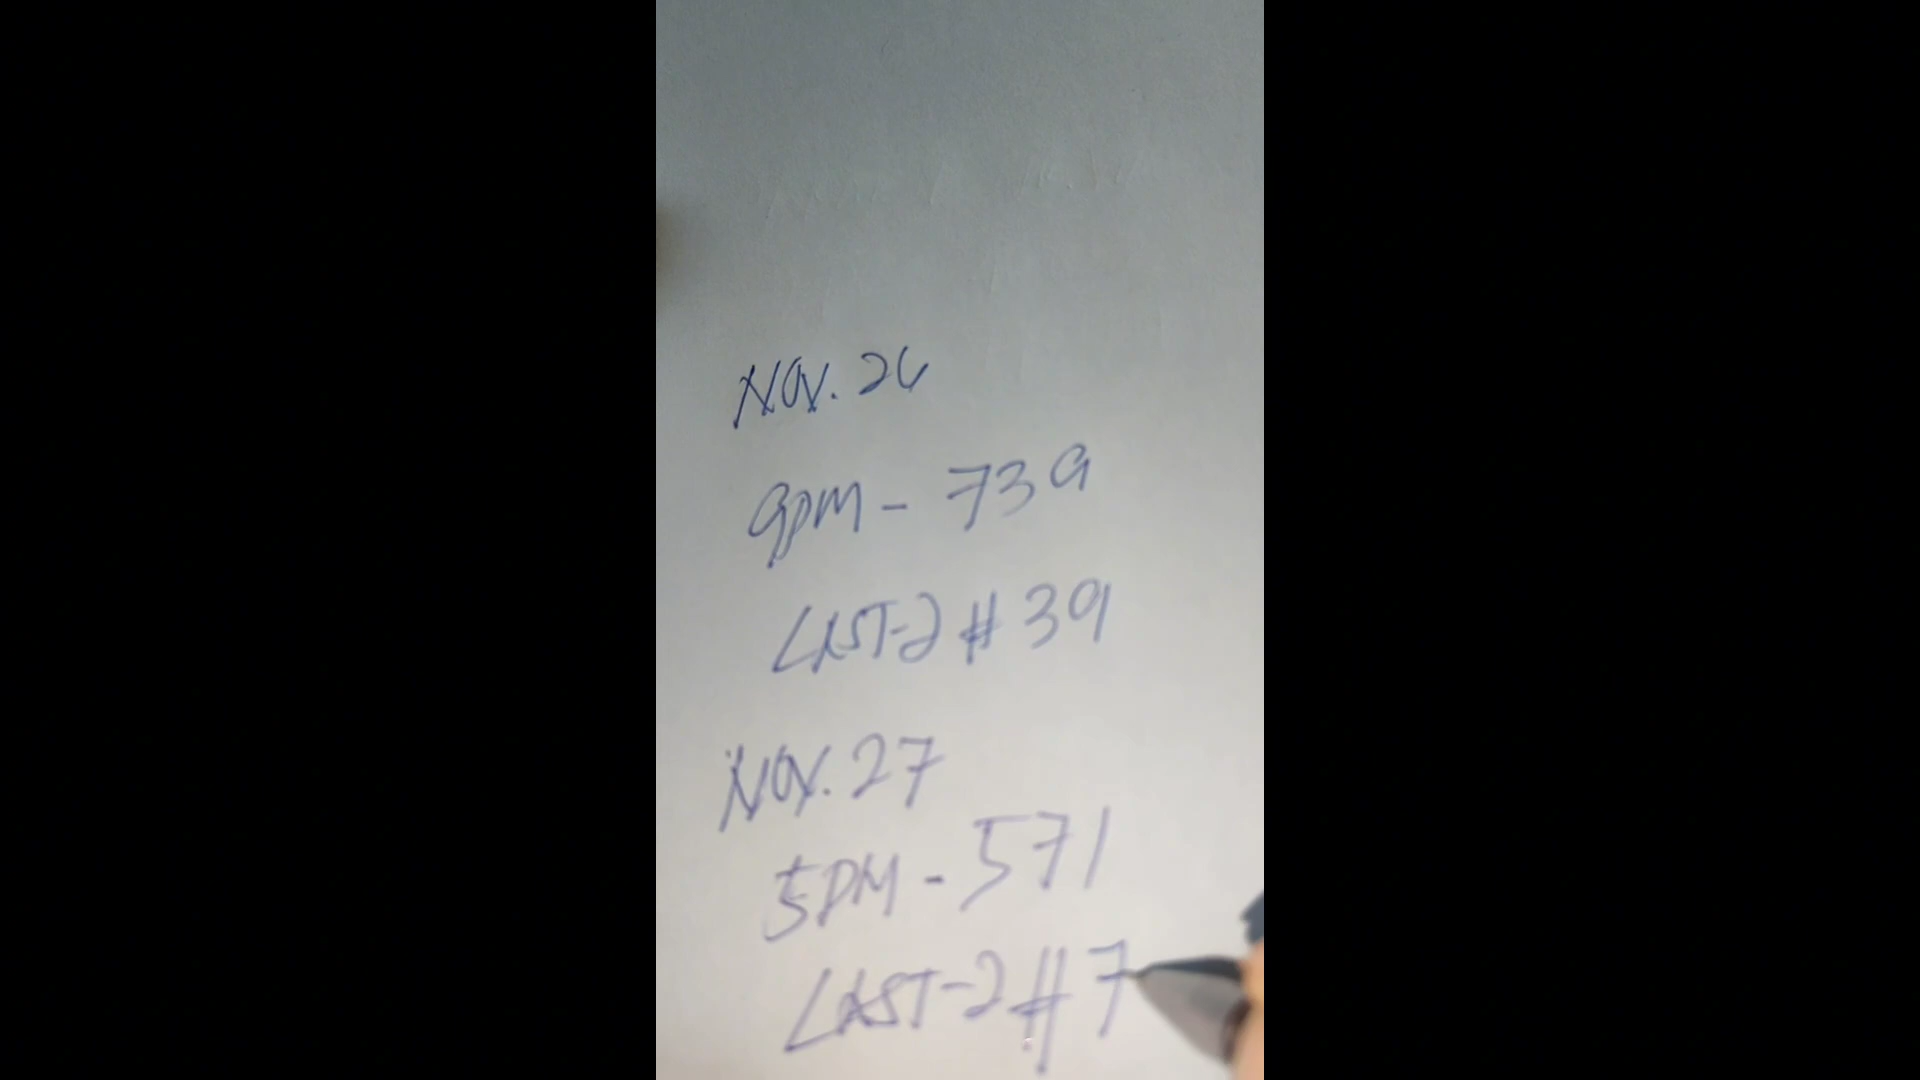 NOV. 26
9PM - 739
LAST-2 # 39
NOV. 27
5PM - 571
LAST-2 # 7